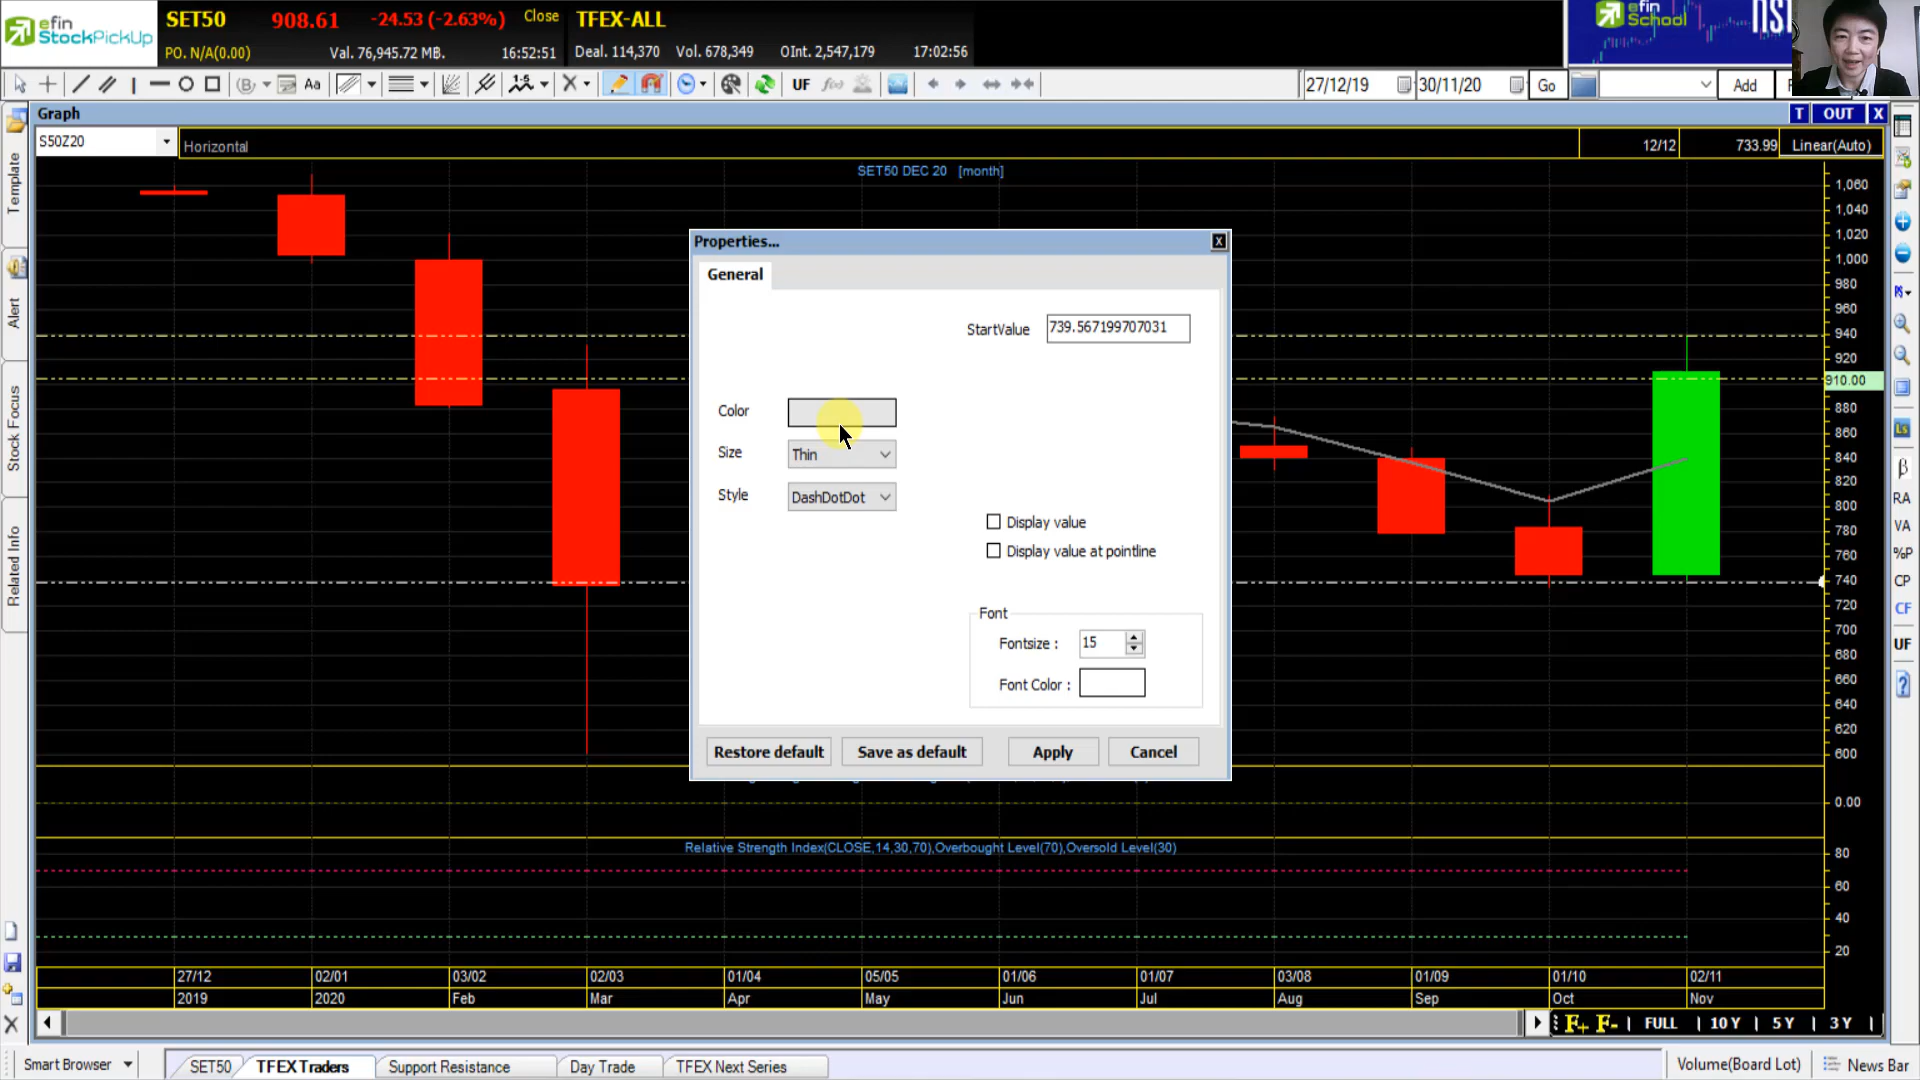 efin
StockPickUp
SET50
908.61
-24.53 (-2.63%)
Close
TFEX-ALL
PO. N/A(0.00)
Val. 76,945.72 MB.
16:52:51
Deal. 114,370
Vol. 678,349
OInt. 2,547,179
17:02:56
efin
School
Aa
UF
f(x)
27/12/19
30/11/20
Go
Add
Graph
T
OUT
X
S50Z20
Horizontal
12/12
733.99
Linear(Auto)
SET50 DEC 20 [month]
Template
Alert
Stock Focus
Related Info
Properties...
X
General
StartValue
739.567199707031
Color
Size
Thin
Style
DashDotDot
Display value
Display value at pointline
Font
Fontsize :
15
Font Color :
Restore default
Save as default
Apply
Cancel
1,060
1,040
1,020
1,000
980
960
940
920
910.00
880
860
840
820
800
780
760
740
720
700
680
660
640
620
600
0.00
Relative Strength Index(CLOSE,14,30,70),Overbought Level(70),Oversold Level(30)
80
60
40
20
Ls
β
RA
VA
%P
CP
CF
UF
?
27/12
02/01
03/02
02/03
01/04
05/05
01/06
01/07
03/08
01/09
01/10
02/11
2019
2020
Feb
Mar
Apr
May
Jun
Jul
Aug
Sep
Oct
Nov
F+
F-
FULL
10 Y
5 Y
3 Y
Smart Browser
SET50
TFEX Traders
Support Resistance
Day Trade
TFEX Next Series
Volume(Board Lot)
News Bar